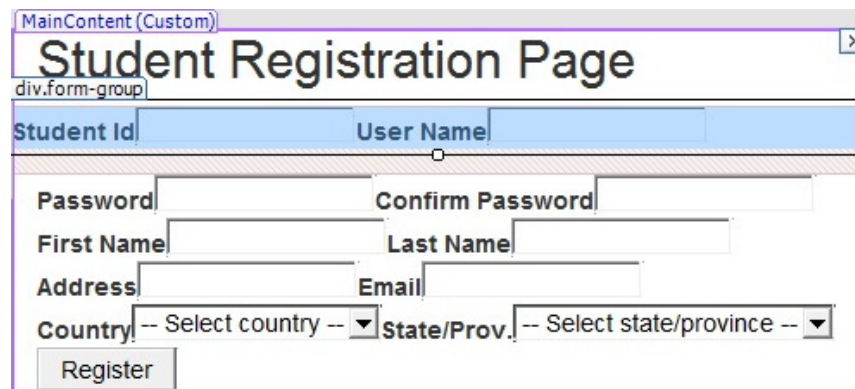 MainContent (Custom)
Student Registration Page
div.form-group
Student Id User Name
Password Confirm Password
First Name Last Name
Address Email
Country -- Select country -- State/Prov. -- Select state/province --
Register